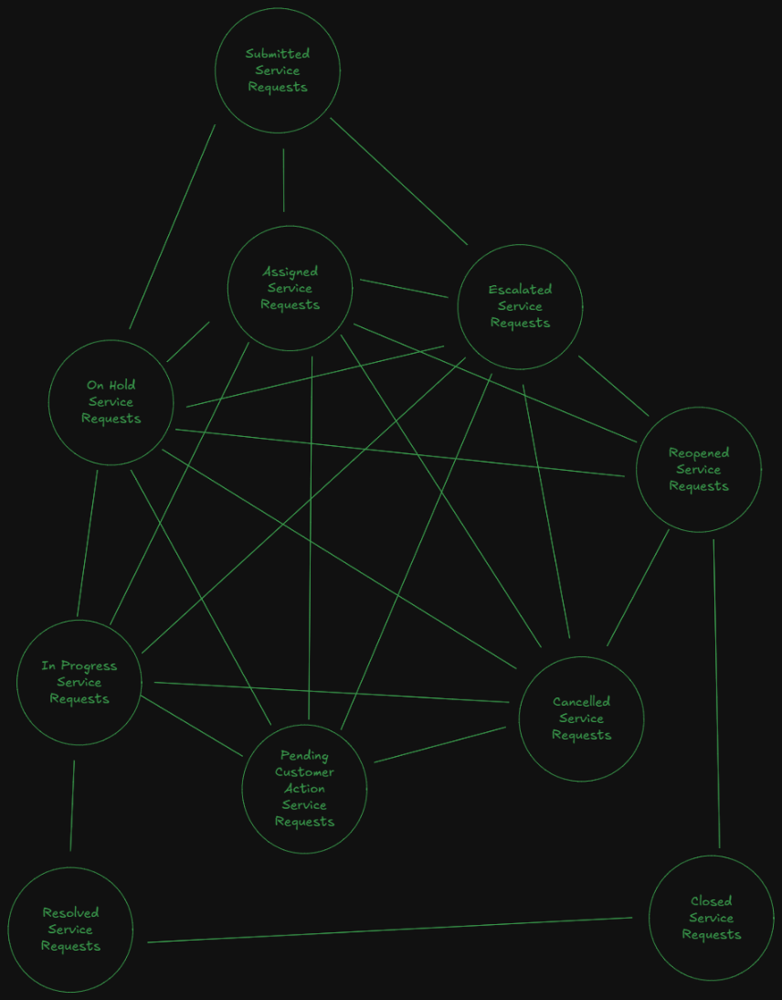 Submitted
Service
Requests
Assigned
Service
Requests
Escalated
Service
Requests
On Hold
Service
Requests
Reopened
Service
Requests
In Progress
Service
Requests
Cancelled
Service
Requests
Pending
Customer
Action
Service
Requests
Resolved
Service
Requests
Closed
Service
Requests